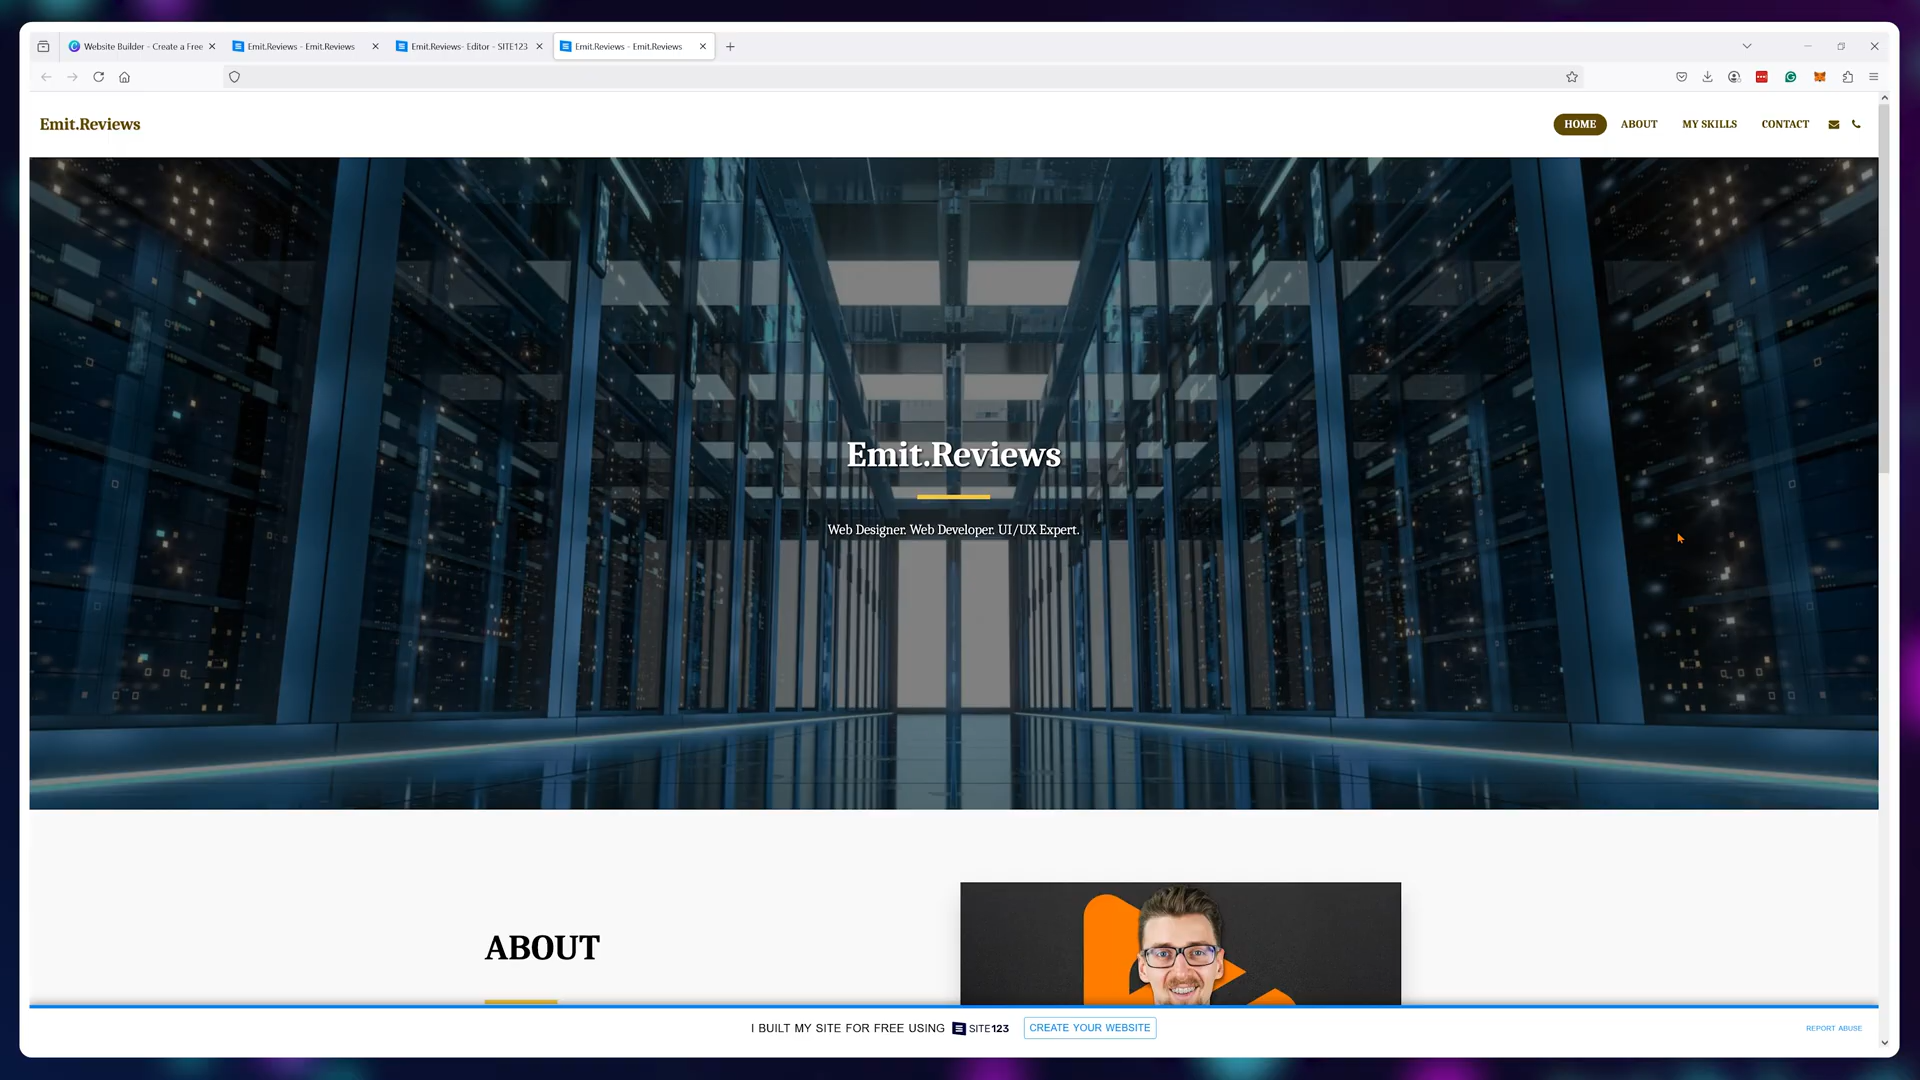 Website Builder - Create a Free
Emit.Reviews - Emit.Reviews
Emit.Reviews- Editor - SITE123
Emit.Reviews - Emit.Reviews
Emit.Reviews
HOME
ABOUT
MY SKILLS
CONTACT
Emit.Reviews
Web Designer. Web Developer. UI/UX Expert.
ABOUT
I BUILT MY SITE FOR FREE USING SITE123
CREATE YOUR WEBSITE
REPORT ABUSE